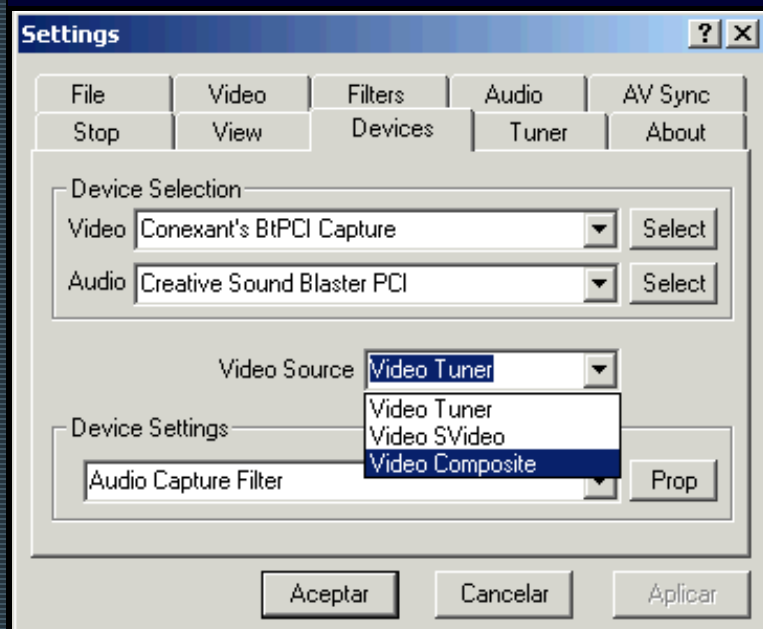 Settings
File Video Filters Audio AV Sync
Stop View Devices Tuner About
Device Selection
Video Conexant's BtPCI Capture Select
Audio Creative Sound Blaster PCI Select
Video Source Video Tuner
Video Tuner
Video SVideo
Video Composite
Device Settings
Audio Capture Filter Prop
Aceptar Cancelar Aplicar